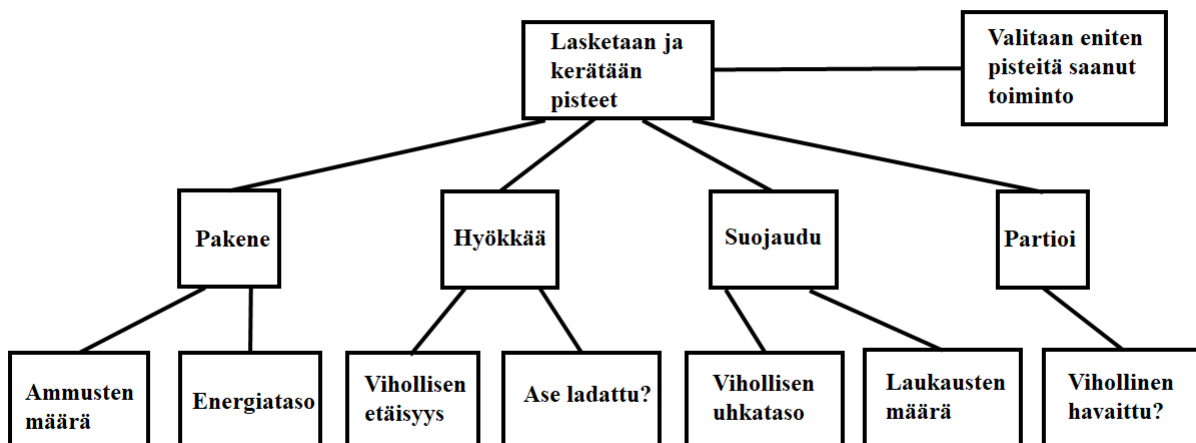 Lasketaan ja
kerätään
pisteet
Valitaan eniten
pisteitä saanut
toiminto
Pakene
Hyökkää
Suojaudu
Partioi
Ammusten
määrä
Energiataso
Vihollisen
etäisyys
Ase ladattu?
Vihollisen
uhkataso
Laukausten
määrä
Vihollinen
havaittu?